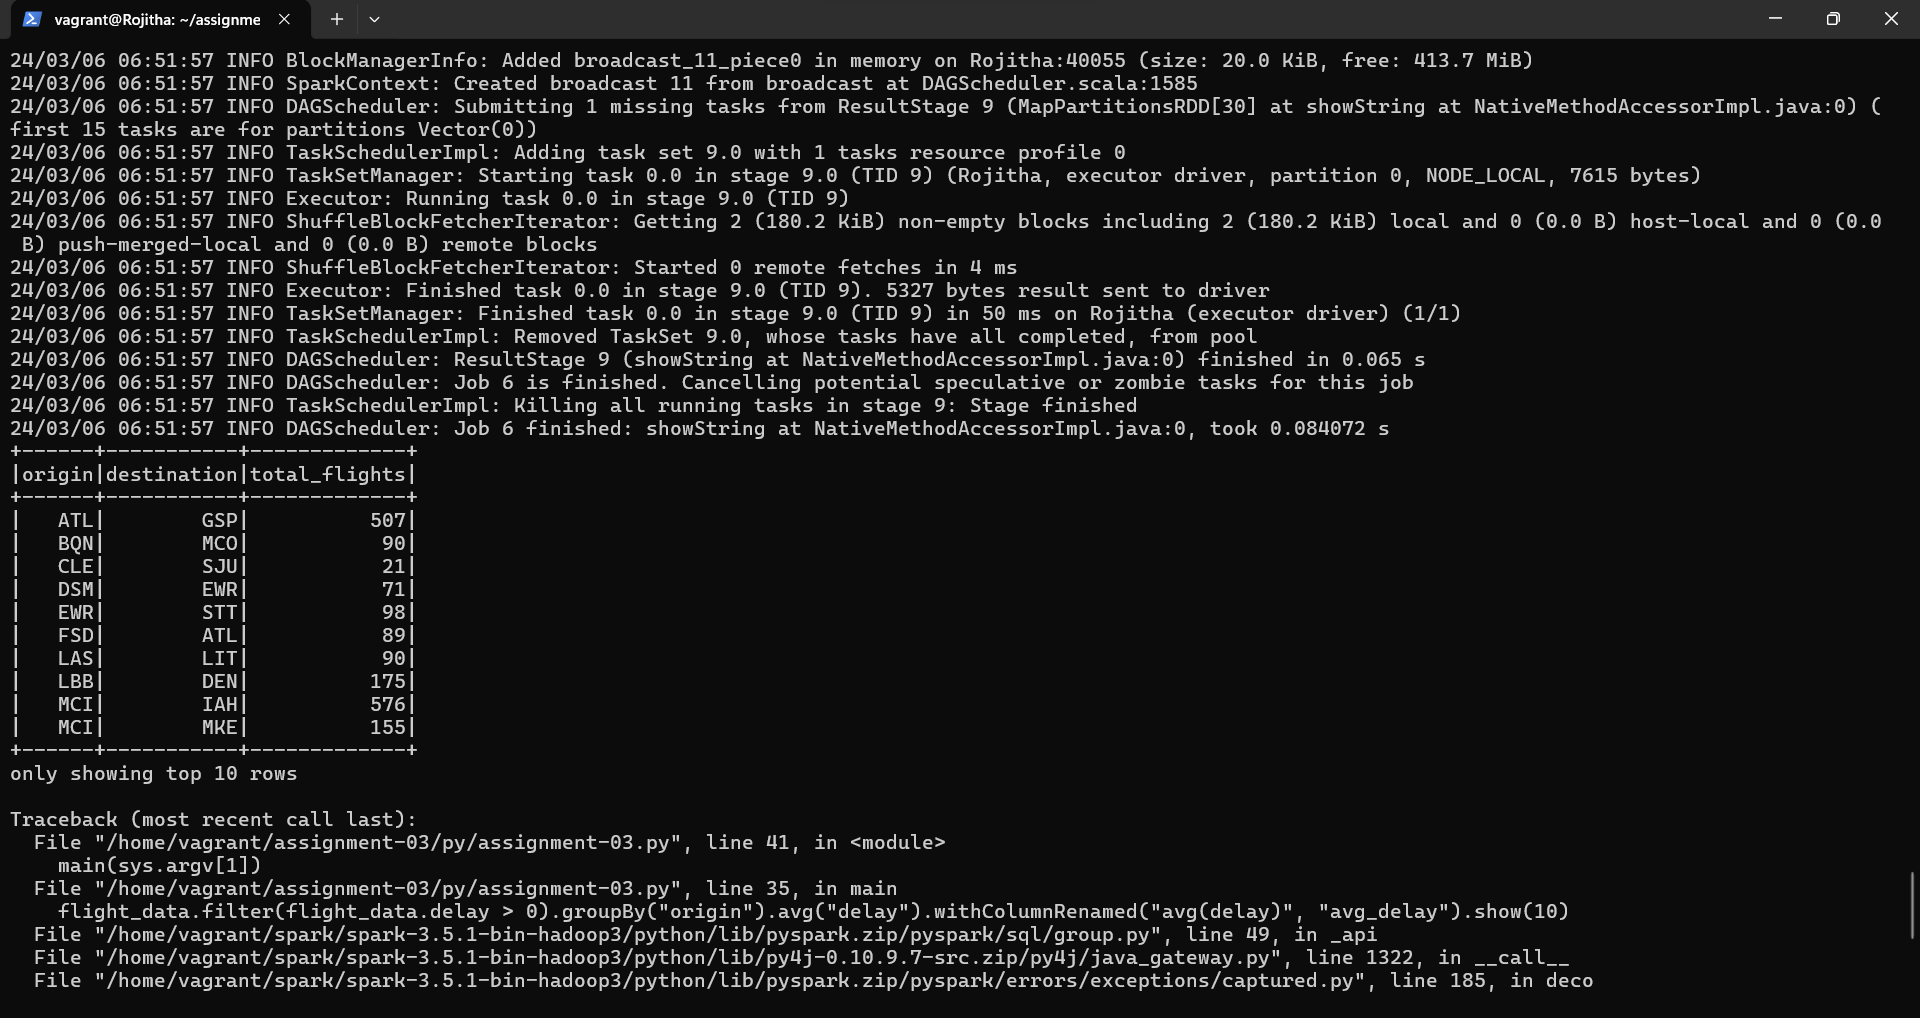 vagrant@Rojitha: ~/assignme
24/03/06 06:51:57 INFO BlockManagerInfo: Added broadcast_11_piece0 in memory on Rojitha:40055 (size: 20.0 KiB, free: 413.7 MiB)
24/03/06 06:51:57 INFO SparkContext: Created broadcast 11 from broadcast at DAGScheduler.scala:1585
24/03/06 06:51:57 INFO DAGScheduler: Submitting 1 missing tasks from ResultStage 9 (MapPartitionsRDD[30] at showString at NativeMethodAccessorImpl.java:0) (
first 15 tasks are for partitions Vector(0))
24/03/06 06:51:57 INFO TaskSchedulerImpl: Adding task set 9.0 with 1 tasks resource profile 0
24/03/06 06:51:57 INFO TaskSetManager: Starting task 0.0 in stage 9.0 (TID 9) (Rojitha, executor driver, partition 0, NODE_LOCAL, 7615 bytes)
24/03/06 06:51:57 INFO Executor: Running task 0.0 in stage 9.0 (TID 9)
24/03/06 06:51:57 INFO ShuffleBlockFetcherIterator: Getting 2 (180.2 KiB) non-empty blocks including 2 (180.2 KiB) local and 0 (0.0 B) host-local and 0 (0.0
 B) push-merged-local and 0 (0.0 B) remote blocks
24/03/06 06:51:57 INFO ShuffleBlockFetcherIterator: Started 0 remote fetches in 4 ms
24/03/06 06:51:57 INFO Executor: Finished task 0.0 in stage 9.0 (TID 9). 5327 bytes result sent to driver
24/03/06 06:51:57 INFO TaskSetManager: Finished task 0.0 in stage 9.0 (TID 9) in 50 ms on Rojitha (executor driver) (1/1)
24/03/06 06:51:57 INFO TaskSchedulerImpl: Removed TaskSet 9.0, whose tasks have all completed, from pool
24/03/06 06:51:57 INFO DAGScheduler: ResultStage 9 (showString at NativeMethodAccessorImpl.java:0) finished in 0.065 s
24/03/06 06:51:57 INFO DAGScheduler: Job 6 is finished. Cancelling potential speculative or zombie tasks for this job
24/03/06 06:51:57 INFO TaskSchedulerImpl: Killing all running tasks in stage 9: Stage finished
24/03/06 06:51:57 INFO DAGScheduler: Job 6 finished: showString at NativeMethodAccessorImpl.java:0, took 0.084072 s
+------+-----------+-------------+
|origin|destination|total_flights|
+------+-----------+-------------+
|   ATL|        GSP|          507|
|   BQN|        MCO|           90|
|   CLE|        SJU|           21|
|   DSM|        EWR|           71|
|   EWR|        STT|           98|
|   FSD|        ATL|           89|
|   LAS|        LIT|           90|
|   LBB|        DEN|          175|
|   MCI|        IAH|          576|
|   MCI|        MKE|          155|
+------+-----------+-------------+
only showing top 10 rows
Traceback (most recent call last):
  File "/home/vagrant/assignment-03/py/assignment-03.py", line 41, in <module>
    main(sys.argv[1])
  File "/home/vagrant/assignment-03/py/assignment-03.py", line 35, in main
    flight_data.filter(flight_data.delay > 0).groupBy("origin").avg("delay").withColumnRenamed("avg(delay)", "avg_delay").show(10)
  File "/home/vagrant/spark/spark-3.5.1-bin-hadoop3/python/lib/pyspark.zip/pyspark/sql/group.py", line 49, in _api
  File "/home/vagrant/spark/spark-3.5.1-bin-hadoop3/python/lib/py4j-0.10.9.7-src.zip/py4j/java_gateway.py", line 1322, in __call__
  File "/home/vagrant/spark/spark-3.5.1-bin-hadoop3/python/lib/pyspark.zip/pyspark/errors/exceptions/captured.py", line 185, in deco